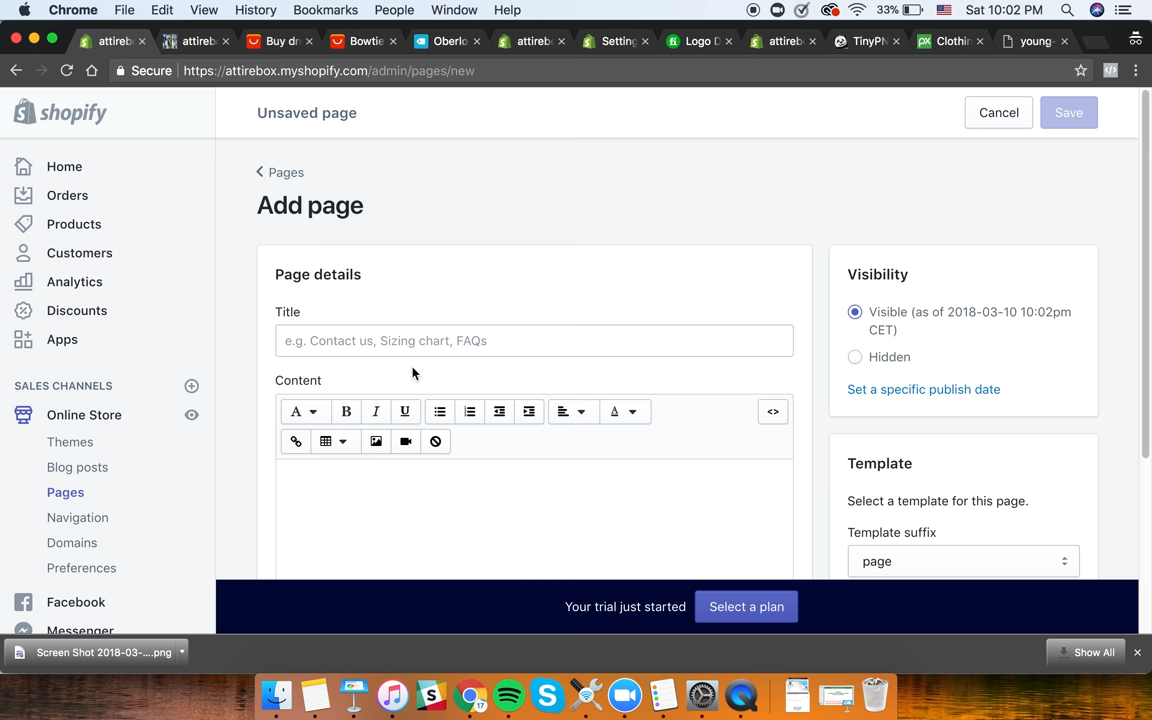 Chrome File Edit View History Bookmarks People Window Help 33% Sat 10:02 PM
attireb attireb Buy dr Bowtie Oberlo attireb Setting Logo D attireb TinyPN Clothin young-
Secure https://attirebox.myshopify.com/admin/pages/new
shopify
Unsaved page
Cancel
Save
Home
Orders
Products
Customers
Analytics
Discounts
Apps
SALES CHANNELS
Online Store
Themes
Blog posts
Pages
Navigation
Domains
Preferences
Facebook
Messenger
Pages
Add page
Page details
Title
e.g. Contact us, Sizing chart, FAQs
Content
A B I U A <>
Visibility
Visible (as of 2018-03-10 10:02pm
CET)
Hidden
Set a specific publish date
Template
Select a template for this page.
Template suffix
page
Your trial just started
Select a plan
Screen Shot 2018-03-....png
Show All
17